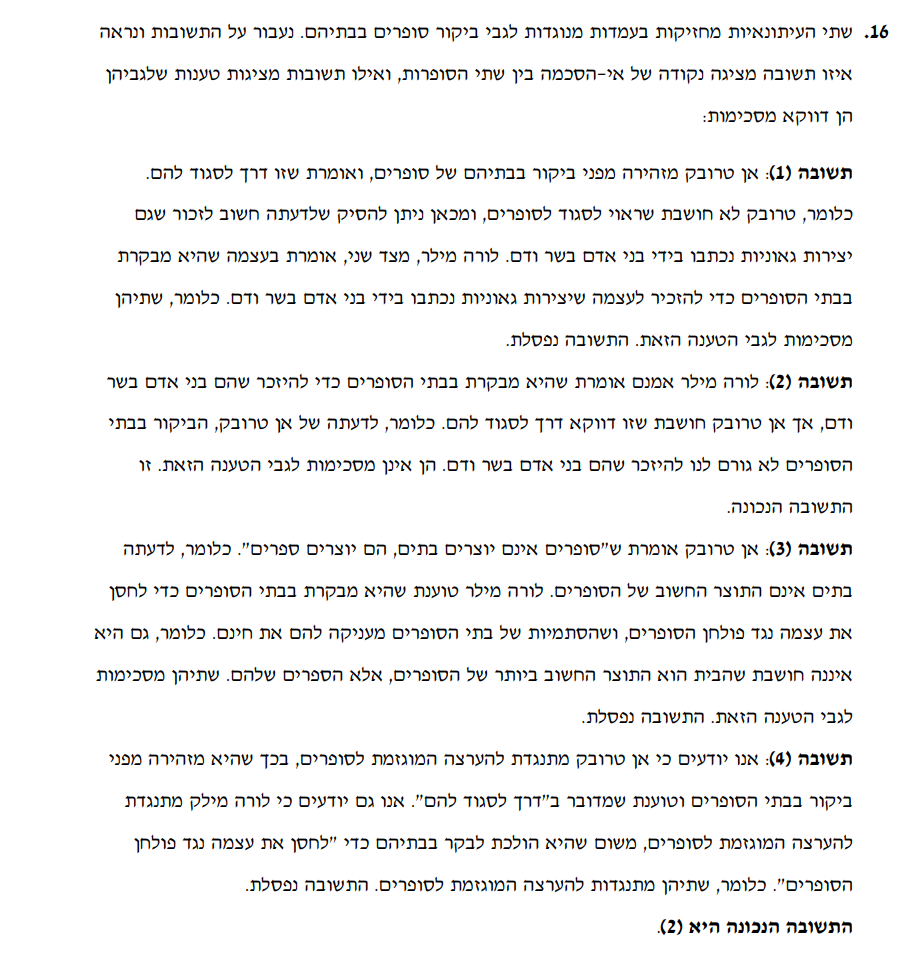 16. שתי העיתונאיות מחזיקות בעמדות מנוגדות לגבי ביקור סופרים בבתיהם. נעבור על התשובות ונראה
איזו תשובה מציגה נקודה של אי-הסכמה בין שתי הסופרות, ואילו תשובות מציגות טענות שלגביהן
הן דווקא מסכימות:
תשובה (1): אן טרובק מזהירה מפני ביקור בבתיהם של סופרים, ואומרת שזו דרך לסגוד להם.
כלומר, טרובק לא חושבת שראוי לסגוד לסופרים, ומכאן ניתן להסיק שלדעתה חשוב לזכור שגם
יצירות גאוניות נכתבו בידי בני אדם בשר ודם. לורה מילר, מצד שני, אומרת בעצמה שהיא מבקרת
בבתי הסופרים כדי להזכיר לעצמה שיצירות גאוניות נכתבו בידי בני אדם בשר ודם. כלומר, שתיהן
מסכימות לגבי הטענה הזאת. התשובה נפסלת.
תשובה (2): לורה מילר אמנם אומרת שהיא מבקרת בבתי הסופרים כדי להיזכר שהם בני אדם בשר
ודם, אך אן טרובק חושבת שזו דווקא דרך לסגוד להם. כלומר, לדעתה של אן טרובק, הביקור בבתי
הסופרים לא גורם לנו להיזכר שהם בני אדם בשר ודם. הן אינן מסכימות לגבי הטענה הזאת. זו
התשובה הנכונה.
תשובה (3): אן טרובק אומרת ש"סופרים אינם יוצרים בתים, הם יוצרים ספרים". כלומר, לדעתה
בתים אינם התוצר החשוב של הסופרים. לורה מילר טוענת שהיא מבקרת בבתי הסופרים כדי לחסן
את עצמה נגד פולחן הסופרים, ושהסתמיות של בתי הסופרים מעניקה להם את חינם. כלומר, גם היא
איננה חושבת שהבית הוא התוצר החשוב ביותר של הסופרים, אלא הספרים שלהם. שתיהן מסכימות
לגבי הטענה הזאת. התשובה נפסלת.
תשובה (4): אנו יודעים כי אן טרובק מתנגדת להערצה המוגזמת לסופרים, בכך שהיא מזהירה מפני
ביקור בבתי הסופרים וטוענת שמדובר ב"דרך לסגוד להם". אנו גם יודעים כי לורה מילק מתנגדת
להערצה המוגזמת לסופרים, משום שהיא הולכת לבקר בבתיהם כדי "לחסן את עצמה נגד פולחן
הסופרים". כלומר, שתיהן מתנגדות להערצה המוגזמת לסופרים. התשובה נפסלת.
התשובה הנכונה היא (2).